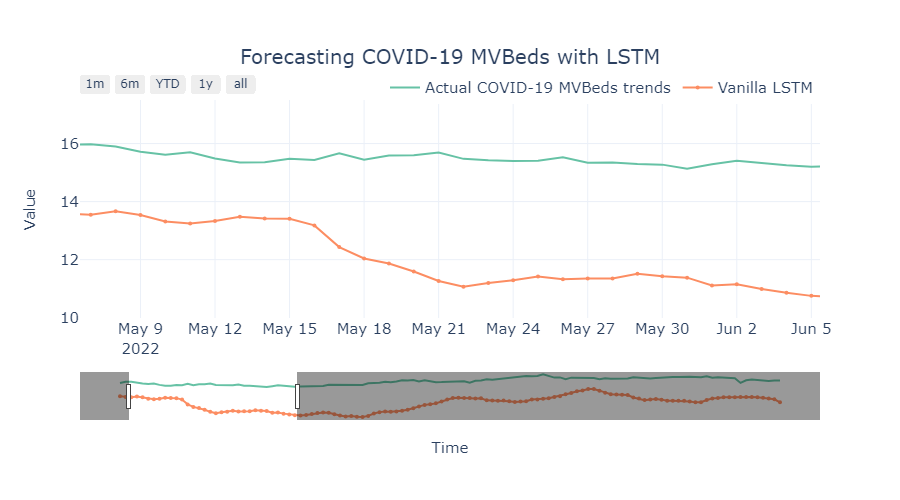 Forecasting COVID-19 MVBeds with LSTM
1m 6m YTD 1y all
Actual COVID-19 MVBeds trends Vanilla LSTM
16
14
12
10
Value
May 9 May 12 May 15 May 18 May 21 May 24 May 27 May 30 Jun 2 Jun 5
2022
Time